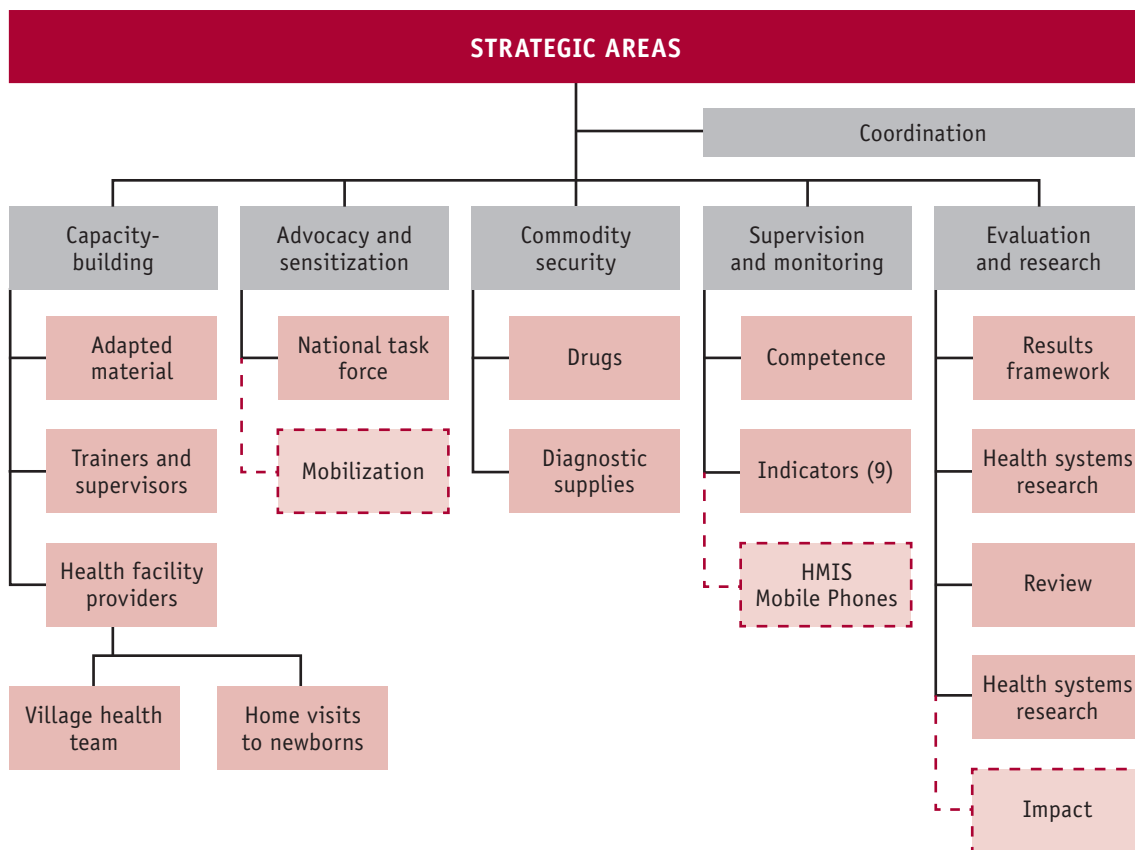 STRATEGIC AREAS
Coordination
Capacity-
building
Advocacy and
sensitization
Commodity
security
Supervision
and monitoring
Evaluation
and research
Adapted
material
National task
force
Drugs
Competence
Results
framework
Trainers and
supervisors
Mobilization
Diagnostic
supplies
Indicators (9)
Health systems
research
Health facility
providers
HMIS
Mobile Phones
Review
Village health
team
Home visits
to newborns
Health systems
research
Impact